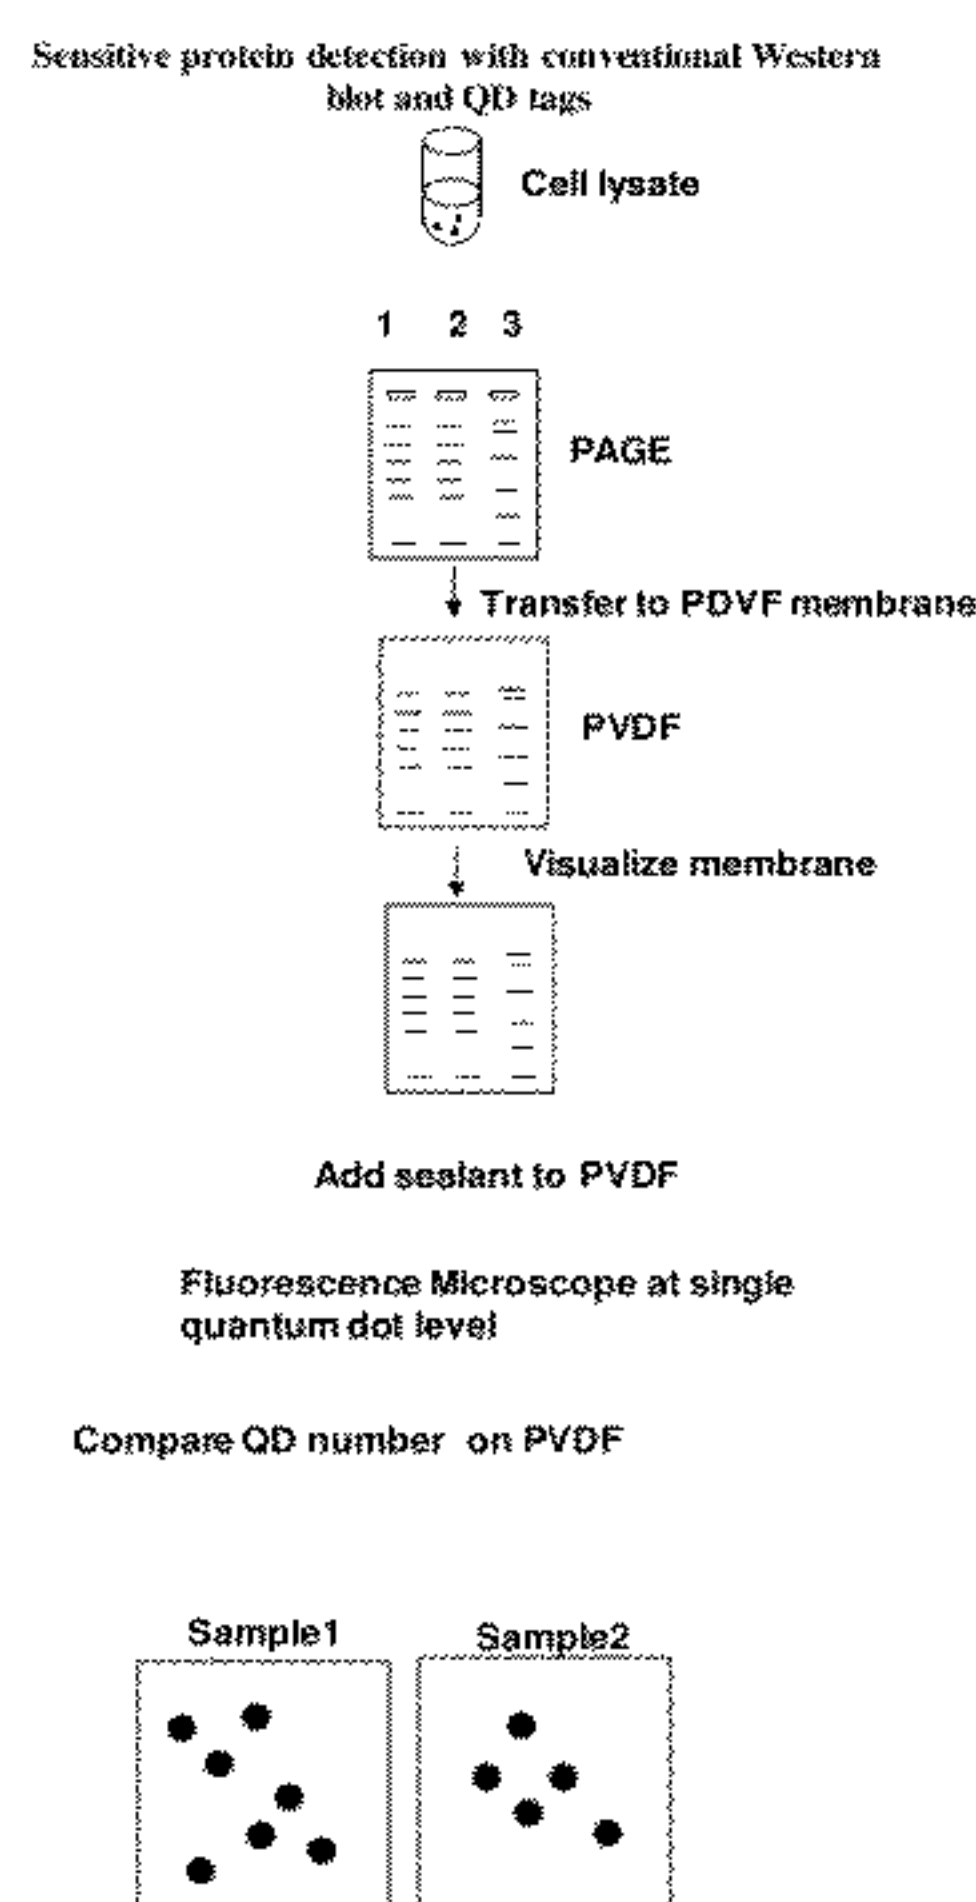 Sensitive protein detection with conventional Western
blot and QD tags
Cell lysate
1 2 3
PAGE
Transfer to PDVF membrane
PVDF
Visualize membrane
Add sealant to PVDF
Fluorescence Microscope at single
quantum dot level
Compare QD number on PVDF
Sample1 Sample2